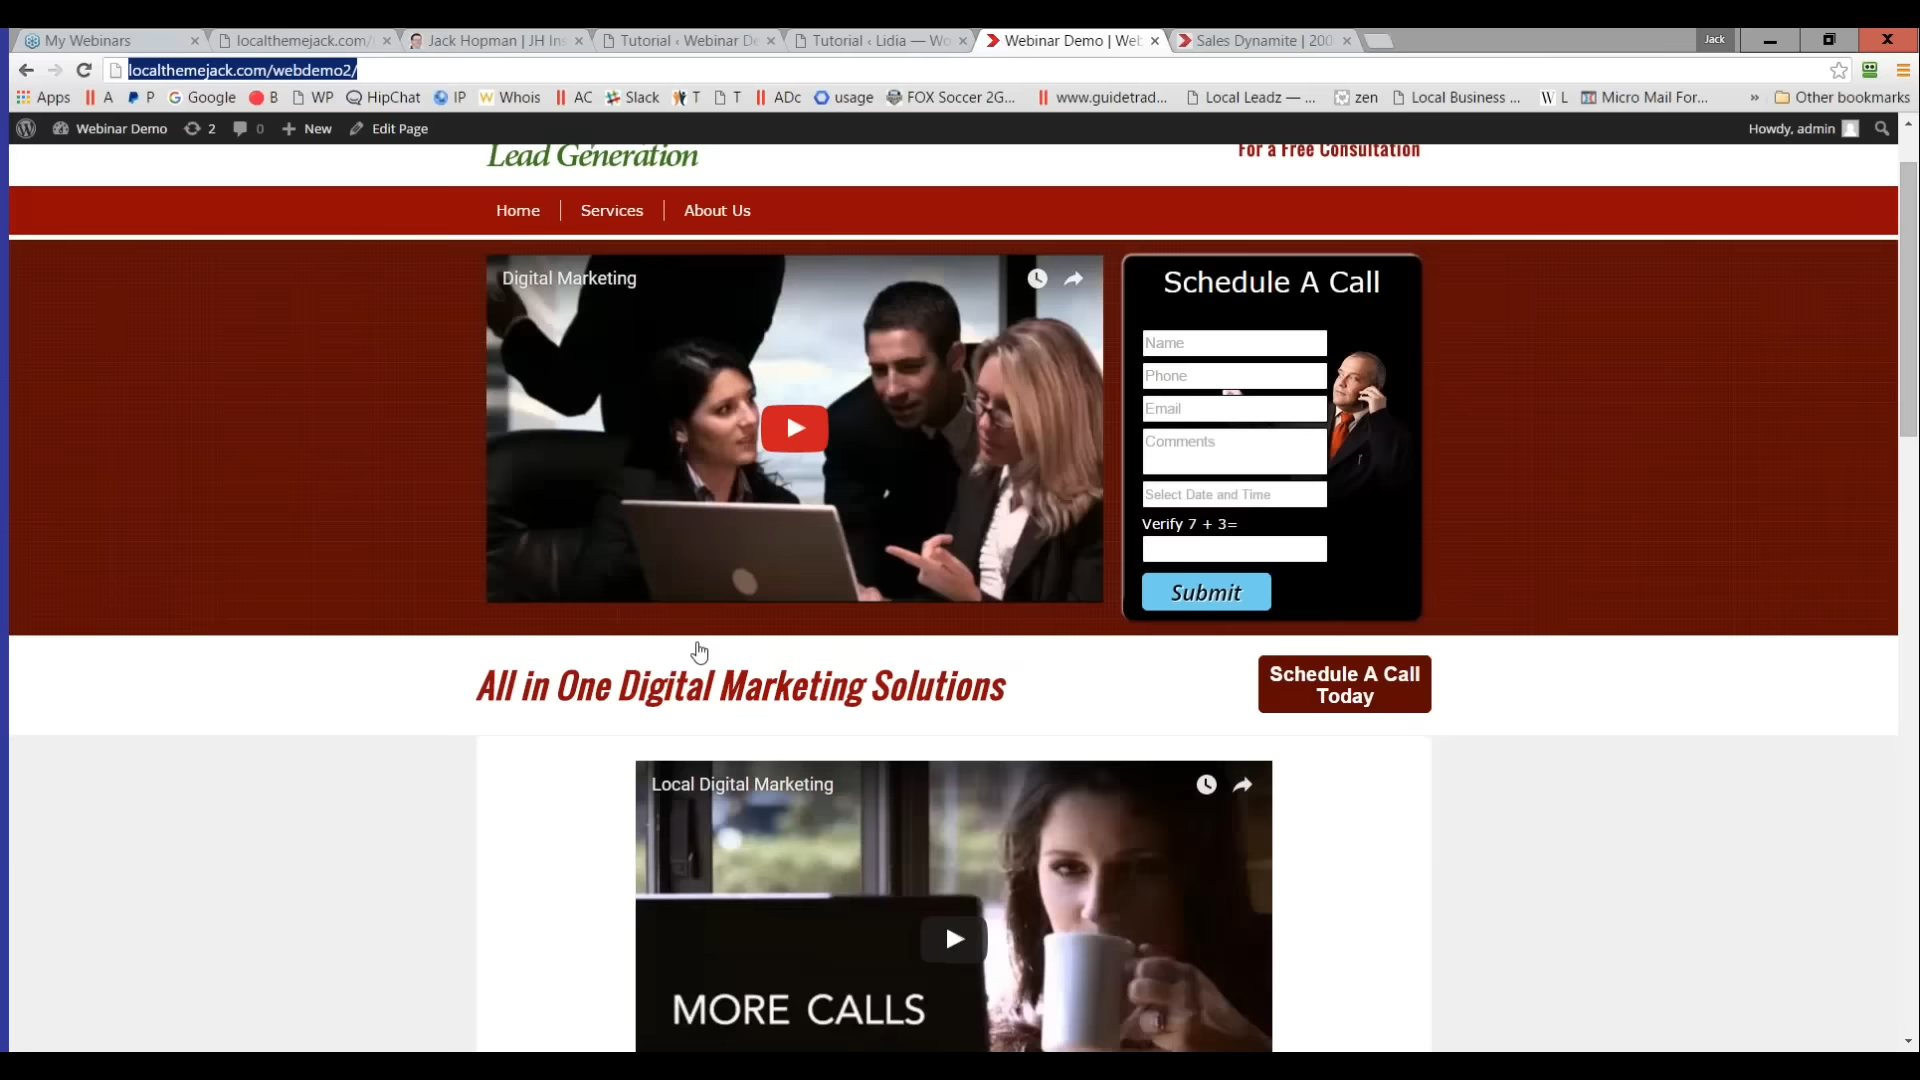 My Webinars
localthemejack.com/
Jack Hopman | JH Ins
Tutorial ‹ Webinar De
Tutorial ‹ Lidia — Wo
Webinar Demo | Web
Sales Dynamite | 200
Jack
localthemejack.com/webdemo2/
Apps
A
P
Google
B
WP
HipChat
IP
Whois
AC
Slack
T
T
ADc
usage
FOX Soccer 2G...
www.guidetrad...
Local Leadz — ...
zen
Local Business ...
L
Micro Mail For...
»
Other bookmarks
Webinar Demo
2
0
New
Edit Page
Howdy, admin
Lead Generation
For a Free Consultation
Home
Services
About Us
Digital Marketing
Schedule A Call
Name
Phone
Email
Comments
Select Date and Time
Verify 7 + 3=
Submit
All in One Digital Marketing Solutions
Schedule A Call
Today
Local Digital Marketing
MORE CALLS